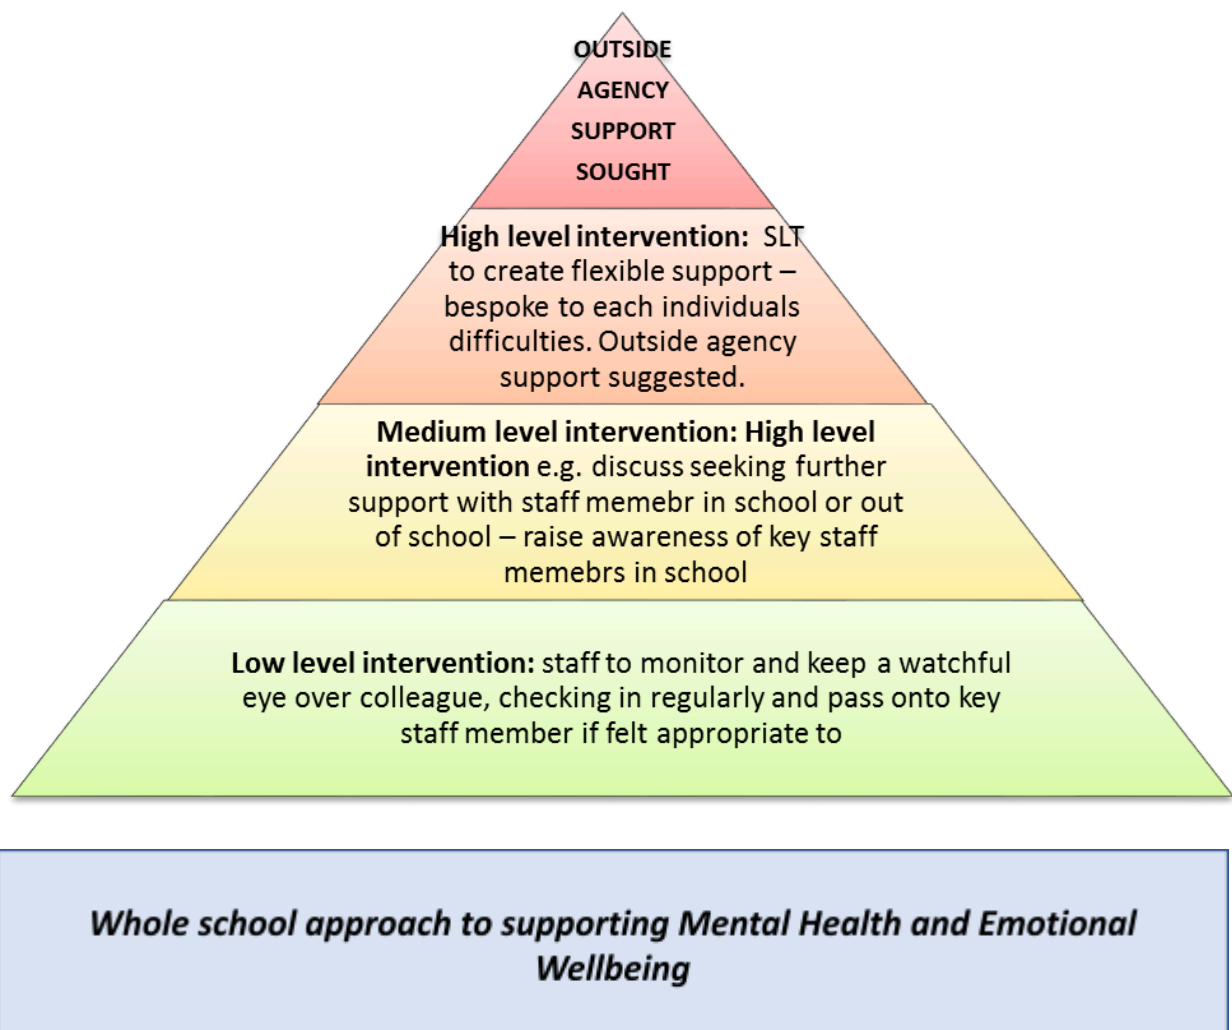 OUTSIDE
AGENCY
SUPPORT
SOUGHT
High level intervention: SLT
to create flexible support –
bespoke to each individuals
difficulties. Outside agency
support suggested.
Medium level intervention: High level
intervention e.g. discuss seeking further
support with staff memebr in school or out
of school – raise awareness of key staff
memebrs in school
Low level intervention: staff to monitor and keep a watchful
eye over colleague, checking in regularly and pass onto key
staff member if felt appropriate to
Whole school approach to supporting Mental Health and Emotional
Wellbeing